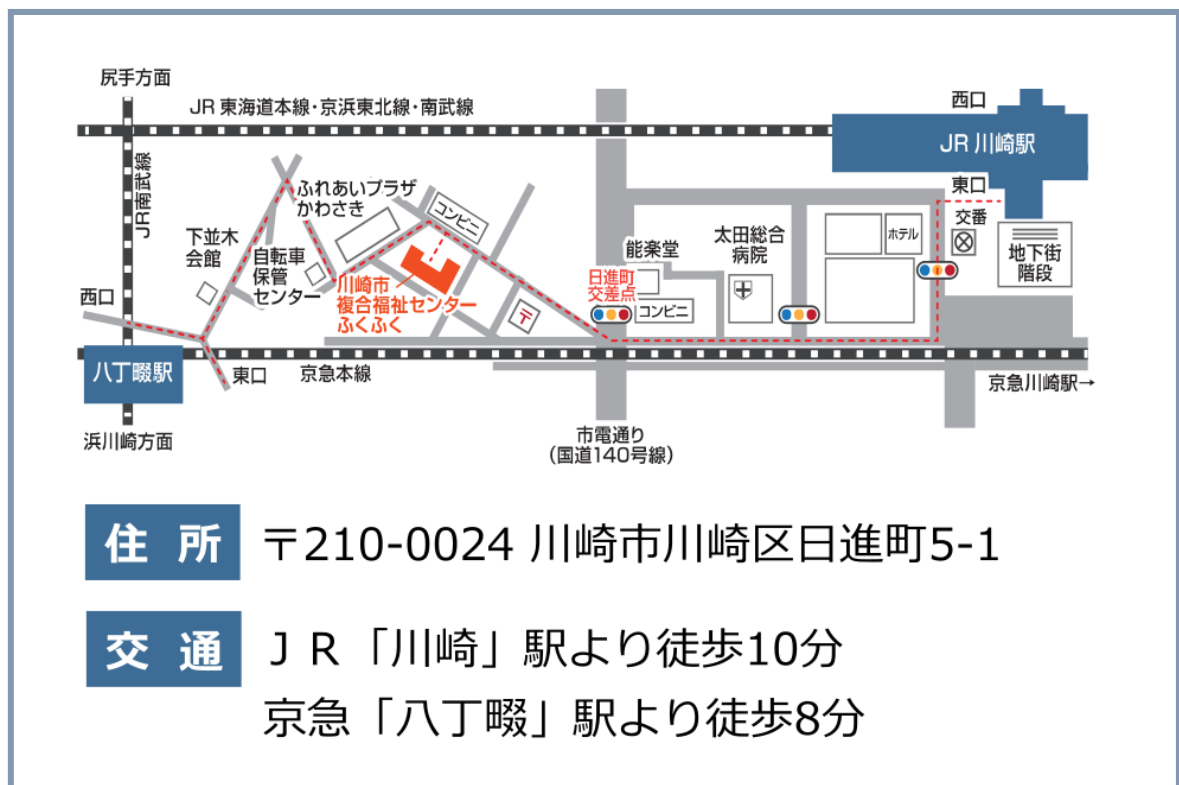 尻手方面
JR東海道本線・京浜東北線・南武線
西口
JR川崎駅
JR南武線
東口
ふれあいプラザ
かわさき
コンビニ
交番
ホテル
下並木
会館
太田総合
病院
能楽堂
地下街
階段
自転車
保管
センター
日進町
交差点
川崎市
複合福祉センター
ふくふく
西口
〒
コンビニ
八丁畷駅
東口
京急本線
京急川崎駅→
浜川崎方面
市電通り
(国道140号線)
住 所
〒210-0024 川崎市川崎区日進町5-1
交 通
JR「川崎」駅より徒歩10分
京急「八丁畷」駅より徒歩8分